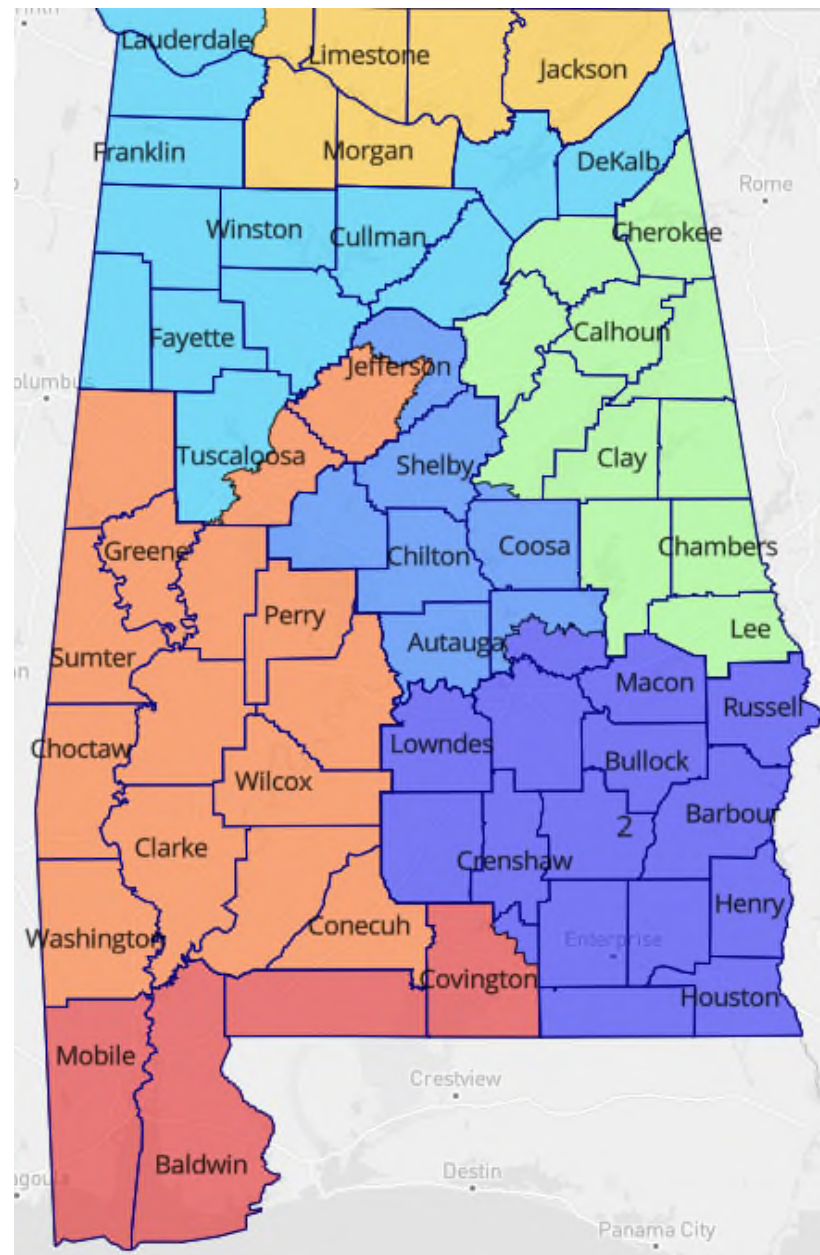 Lauderdale
Limestone
Jackson
Franklin
Morgan
DeKalb
Rome
Winston
Cullman
Cherokee
Fayette
Calhoun
Jefferson
Tuscaloosa
Shelby
Clay
Greene
Chilton
Coosa
Chambers
Perry
Autauga
Lee
Sumter
Macon
Russell
Choctaw
Lowndes
Bullock
Wilcox
Barbour
2
Clarke
Crenshaw
Henry
Washington
Conecuh
Enterprise
Covington
Houston
Mobile
Crestview
Baldwin
Destin
Panama City